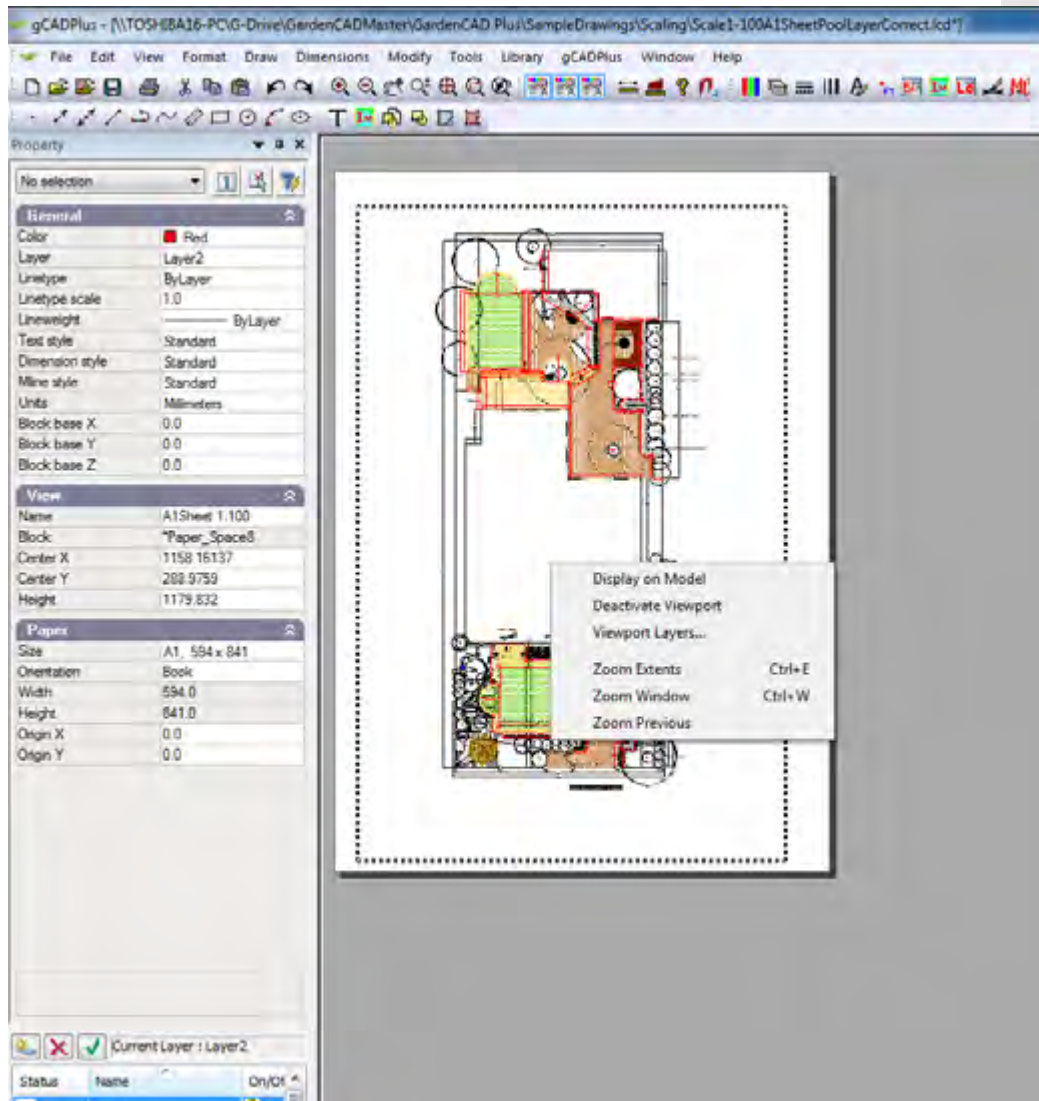 gCADPlus - [\\TOSHIBA16-PC\G-Drive\GardenCADMaster\GardenCAD Plus\SampleDrawings\Scaling\Scale1-100A1SheetPoolLayerCorrect.lcd*]
File Edit View Format Draw Dimensions Modify Tools Library gCADPlus Window Help
Property
No selection
General
Color Red
Layer Layer2
Linetype ByLayer
Linetype scale 1.0
Lineweight ByLayer
Text style Standard
Dimension style Standard
Mline style Standard
Units Millimeters
Block base X 0.0
Block base Y 0.0
Block base Z 0.0
View
Name A1Sheet 1.100
Block *Paper_Space8
Center X 1158.16137
Center Y 288.9759
Height 1179.832
Paper
Size A1, 594 x 841
Orientation Book
Width 594.0
Height 841.0
Origin X 0.0
Origin Y 0.0
Display on Model
Deactivate Viewport
Viewport Layers...
Zoom Extents Ctrl+E
Zoom Window Ctrl+W
Zoom Previous
Current Layer : Layer2
Status Name On/Of